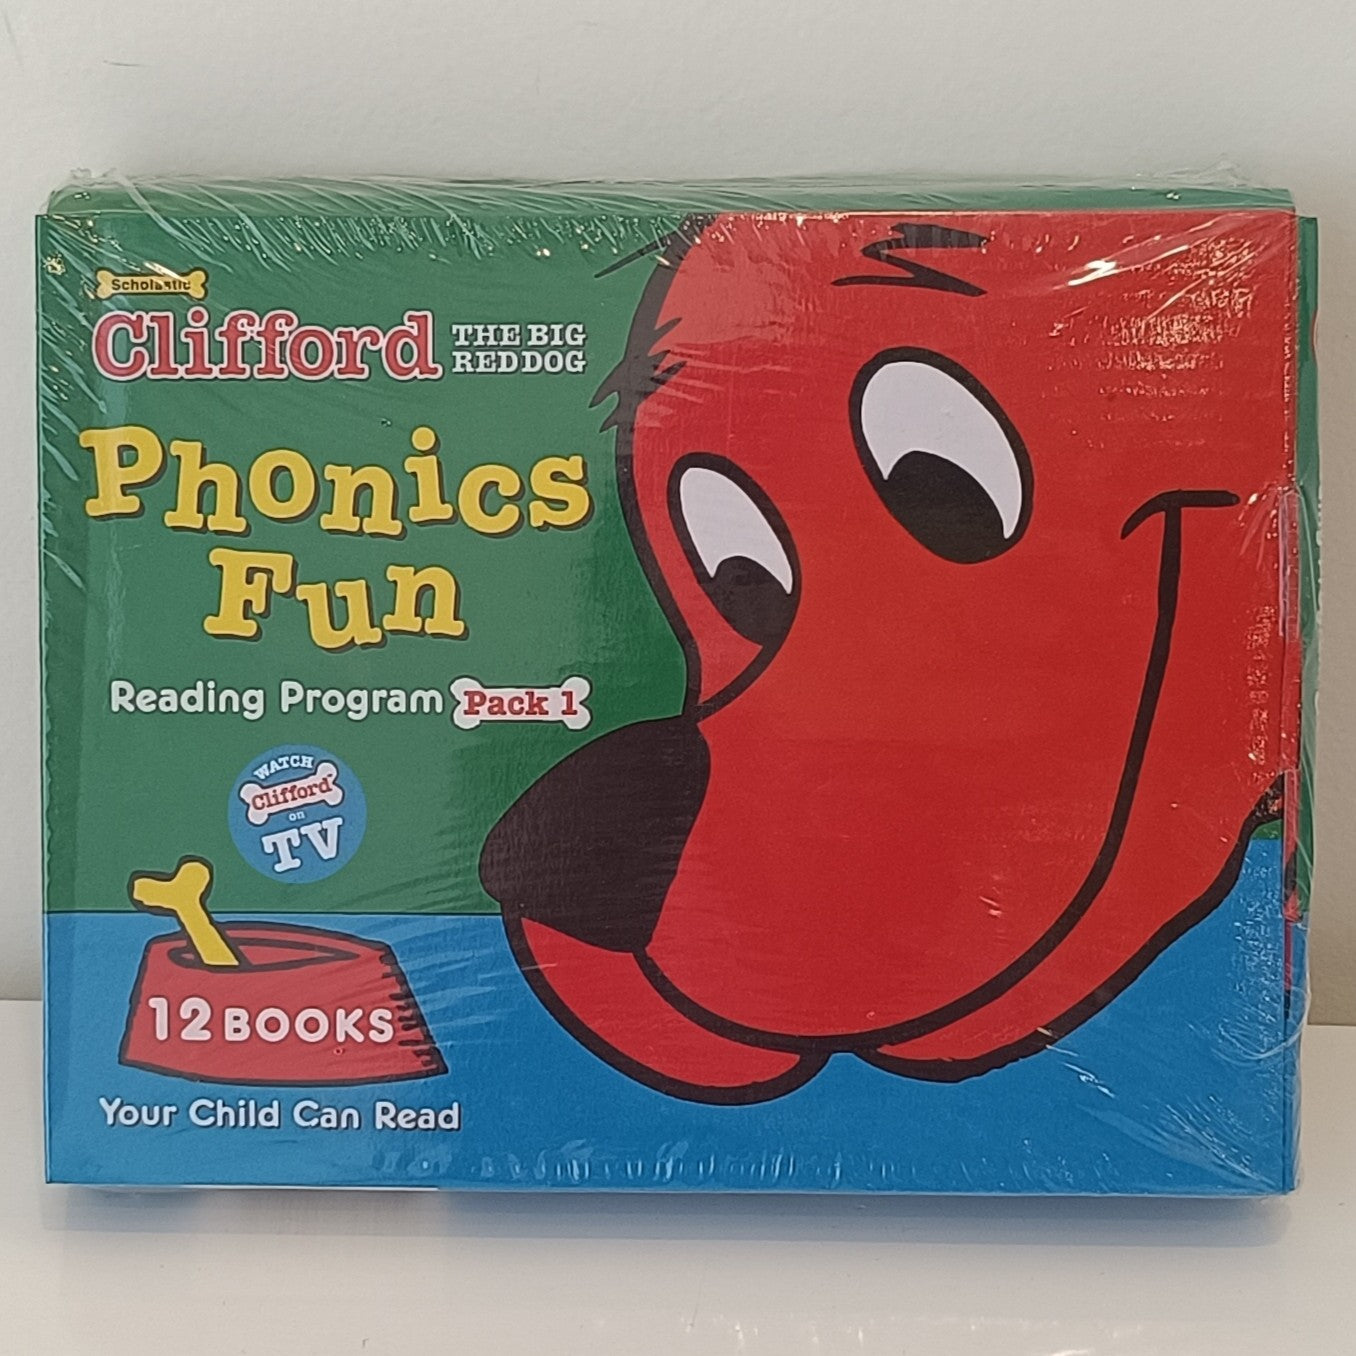 Scholastic
Clifford THE BIG
RED DOG
Phonics
Fun
Reading Program Pack 1
WATCH
Clifford™
on
TV
12 BOOKS
Your Child Can Read